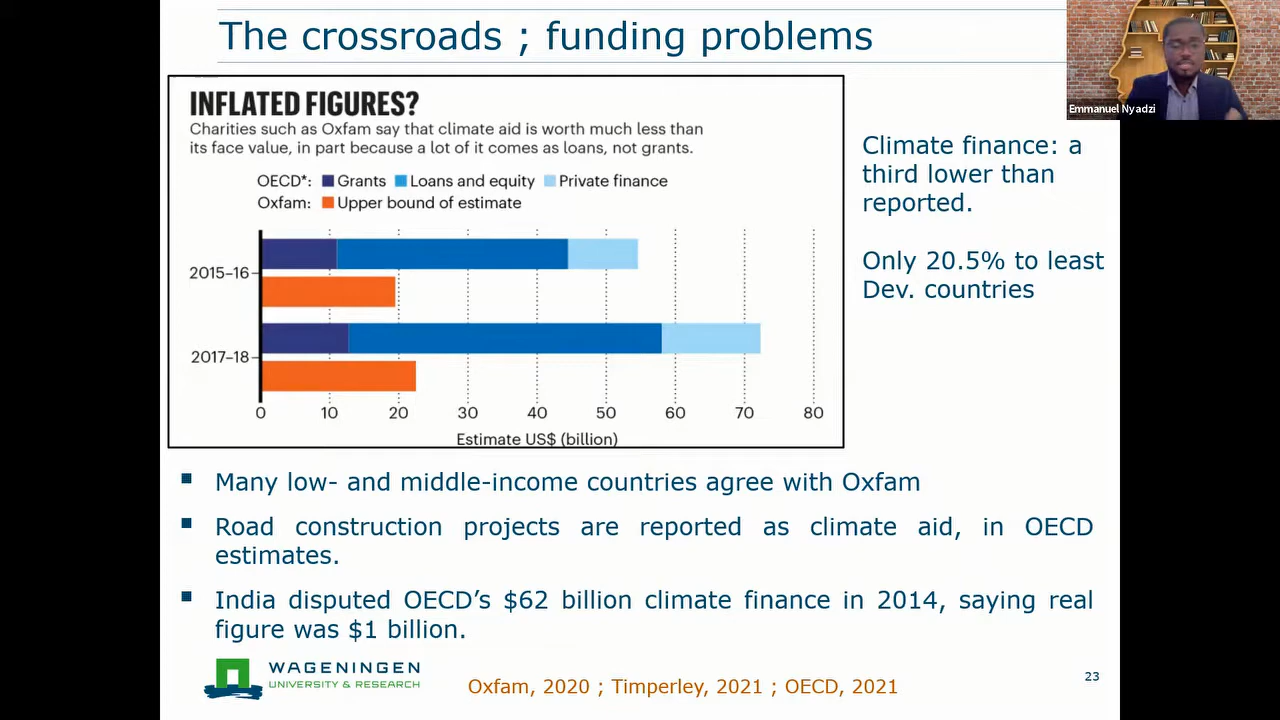 The crossroads ; funding problems
Emmanuel Nyadzi
INFLATED FIGURES?
Charities such as Oxfam say that climate aid is worth much less than
its face value, in part because a lot of it comes as loans, not grants.
OECD*: Grants Loans and equity Private finance
Oxfam: Upper bound of estimate
2015–16
2017–18
0 10 20 30 40 50 60 70 80
Estimate US$ (billion)
Climate finance: a
third lower than
reported.
Only 20.5% to least
Dev. countries
▪ Many low- and middle-income countries agree with Oxfam
▪ Road construction projects are reported as climate aid, in OECD
estimates.
▪ India disputed OECD’s $62 billion climate finance in 2014, saying real
figure was $1 billion.
WAGENINGEN
UNIVERSITY & RESEARCH
Oxfam, 2020 ; Timperley, 2021 ; OECD, 2021
23